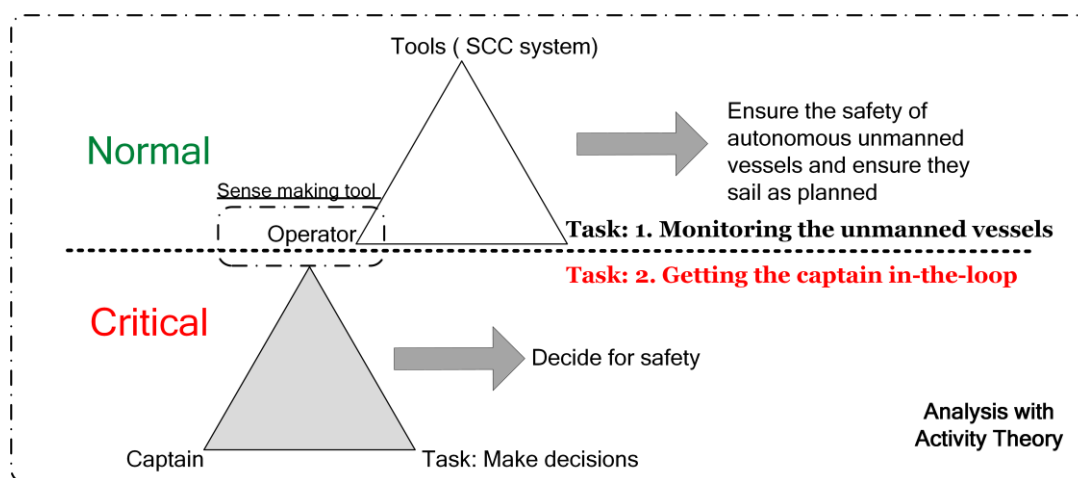 Tools ( SCC system)
Normal
Ensure the safety of
autonomous unmanned
vessels and ensure they
sail as planned
Sense making tool
Operator
Task: 1. Monitoring the unmanned vessels
Task: 2. Getting the captain in-the-loop
Critical
Decide for safety
Captain
Task: Make decisions
Analysis with
Activity Theory